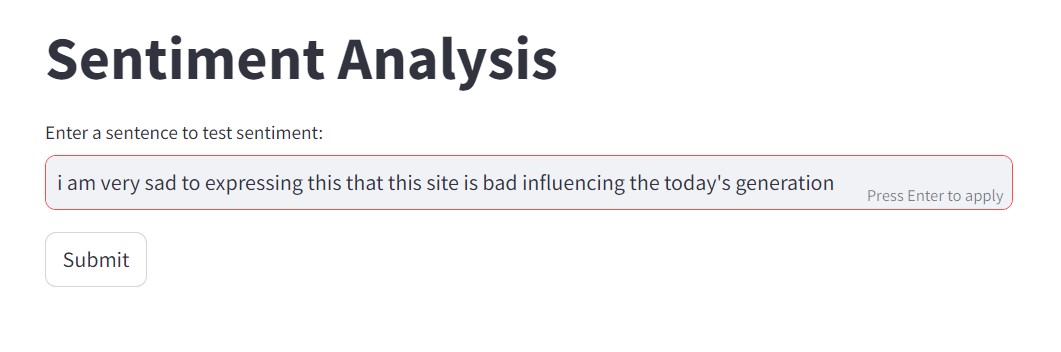 Sentiment Analysis
Enter a sentence to test sentiment:
i am very sad to expressing this that this site is bad influencing the today's generation
Press Enter to apply
Submit